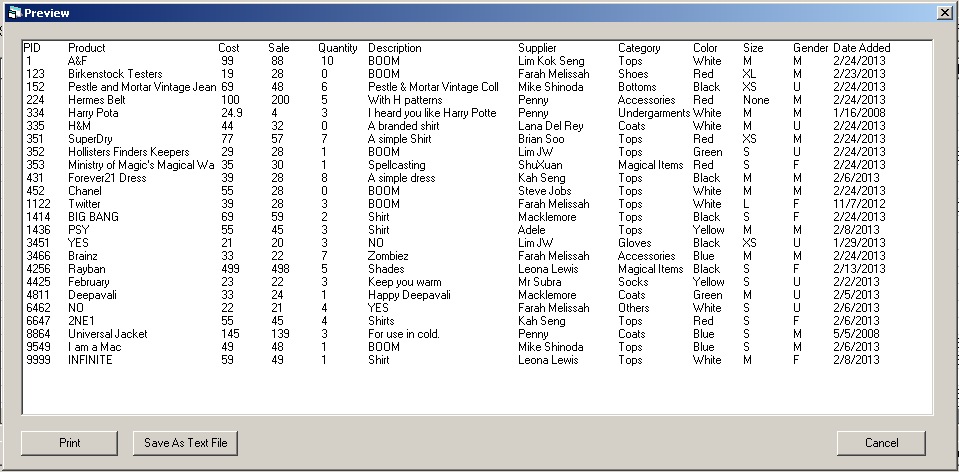 Preview
PID Product Cost Sale Quantity Description Supplier Category Color Size Gender Date Added
1 A&F 99 88 10 BOOM Lim Kok Seng Tops White M M 2/24/2013
123 Birkenstock Testers 19 28 0 BOOM Farah Melissah Shoes Red XL M 2/23/2013
152 Pestle and Mortar Vintage Jean 69 48 6 Pestle & Mortar Vintage Coll Mike Shinoda Bottoms Black XS U 2/24/2013
224 Hermes Belt 100 200 5 With H patterns Penny Accessories Red None M 2/24/2013
334 Harry Pota 24.9 4 3 I heard you like Harry Potte Penny Undergarments White M M 1/16/2008
335 H&M 44 32 0 A branded shirt Lana Del Rey Coats White M U 2/24/2013
351 SuperDry 77 57 7 A simple Shirt Brian Soo Tops Red XS M 2/24/2013
352 Hollisters Finders Keepers 29 28 1 BOOM Lim JW Tops Green S U 2/24/2013
353 Ministry of Magic's Magical Wa 35 30 1 Spellcasting ShuXuan Magical Items Red S F 2/24/2013
431 Forever21 Dress 39 28 8 A simple dress Kah Seng Tops Black M M 2/6/2013
452 Chanel 55 28 0 BOOM Steve Jobs Tops White M M 2/24/2013
1122 Twitter 39 28 3 BOOM Farah Melissah Tops White L F 11/7/2012
1414 BIG BANG 69 59 2 Shirt Macklemore Tops Black S F 2/24/2013
1436 PSY 55 45 3 Shirt Adele Tops Yellow M M 2/8/2013
3451 YES 21 20 3 NO Lim JW Gloves Black XS U 1/29/2013
3466 Brainz 33 22 7 Zombiez Farah Melissah Accessories Blue M M 2/24/2013
4256 Rayban 499 498 5 Shades Leona Lewis Magical Items Black S F 2/13/2013
4425 February 23 22 3 Keep you warm Mr Subra Socks Yellow S U 2/2/2013
4811 Deepavali 33 24 1 Happy Deepavali Macklemore Coats Green M U 2/5/2013
6462 NO 22 21 4 YES Farah Melissah Others White S U 2/6/2013
6647 2NE1 55 45 4 Shirts Kah Seng Tops Red S F 2/6/2013
8864 Universal Jacket 145 139 3 For use in cold. Penny Coats Blue S M 5/5/2008
9549 I am a Mac 49 48 1 BOOM Mike Shinoda Tops Blue S M 2/6/2013
9999 INFINITE 59 49 1 Shirt Leona Lewis Tops White M F 2/8/2013
Print Save As Text File Cancel